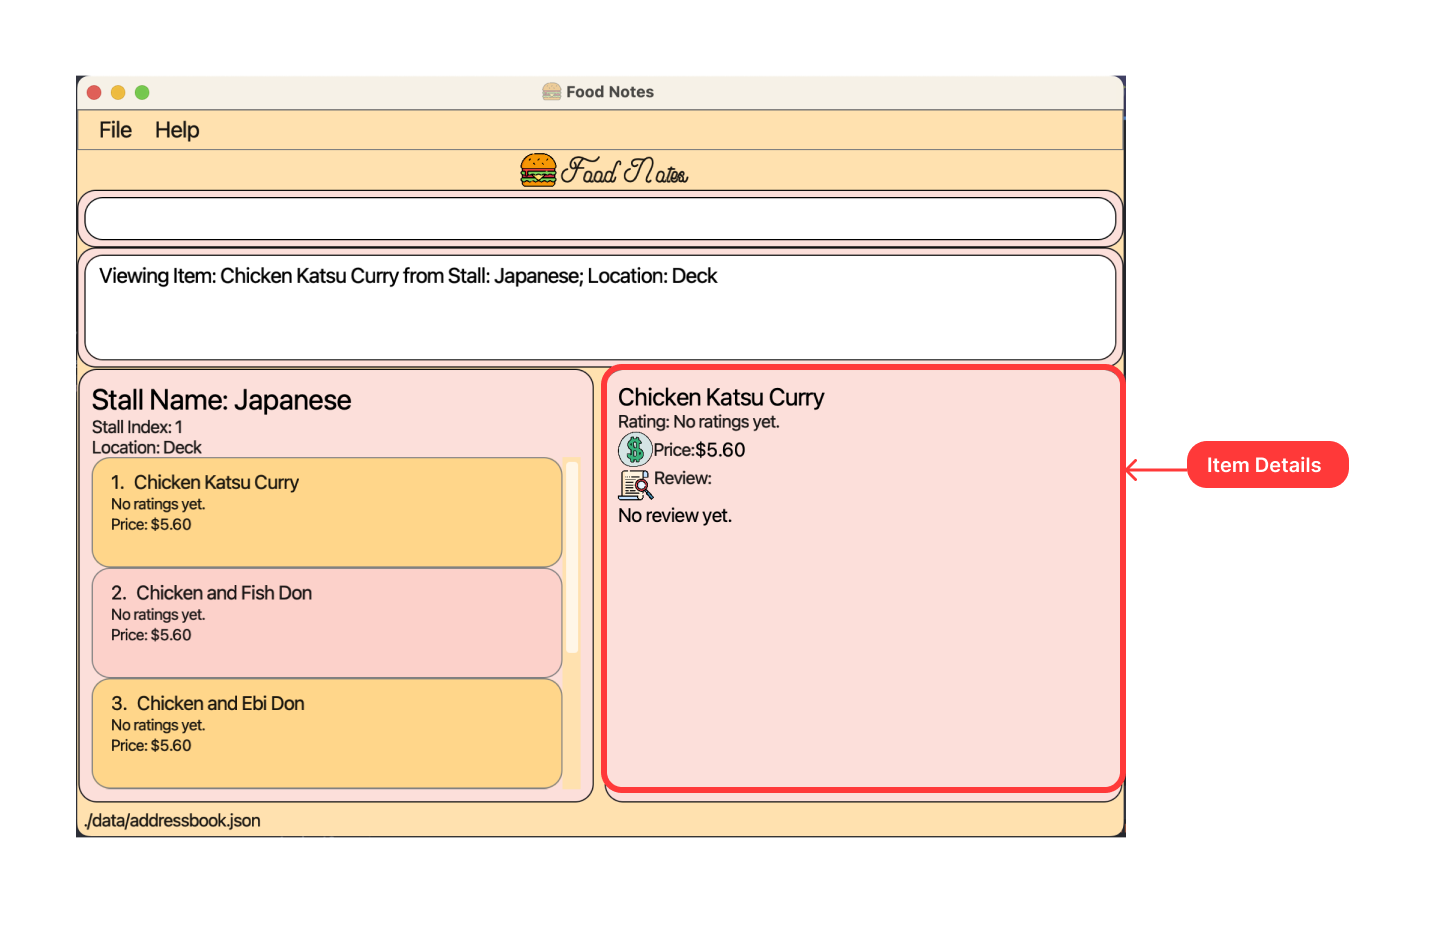 Food Notes
File Help
Food Notes
Viewing Item: Chicken Katsu Curry from Stall: Japanese; Location: Deck
Stall Name: Japanese
Stall Index: 1
Location: Deck
1. Chicken Katsu Curry
No ratings yet.
Price: $5.60
2. Chicken and Fish Don
No ratings yet.
Price: $5.60
3. Chicken and Ebi Don
No ratings yet.
Price: $5.60
Chicken Katsu Curry
Rating: No ratings yet.
Price:$5.60
Review:
No review yet.
Item Details
./data/addressbook.json